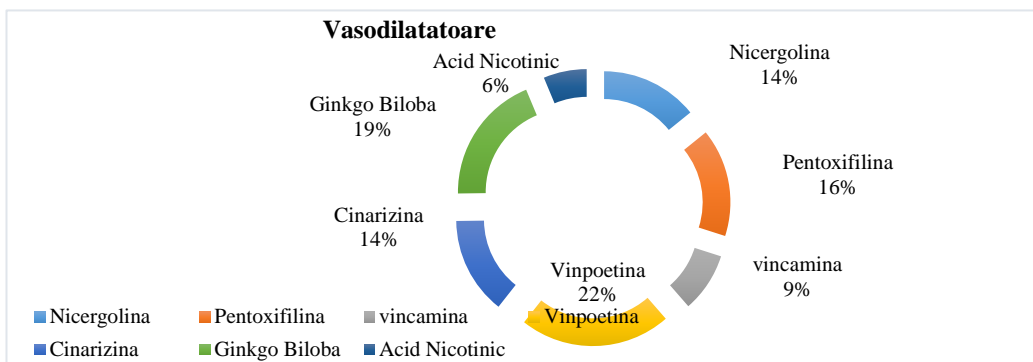 Vasodilatatoare
Nicergolina
14%
Pentoxifilina
16%
vincamina
9%
Vinpoetina
22%
Cinarizina
14%
Ginkgo Biloba
19%
Acid Nicotinic
6%
Nicergolina Pentoxifilina vincamina Vinpoetina
Cinarizina Ginkgo Biloba Acid Nicotinic